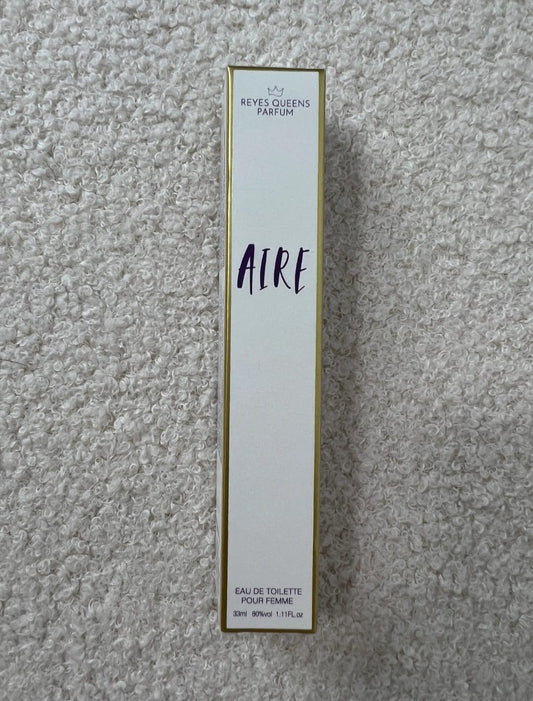 REYES QUEENS
PARFUM
AIRE
EAU DE TOILETTE
POUR FEMME
33ml 80%vol 1.11FL.oz